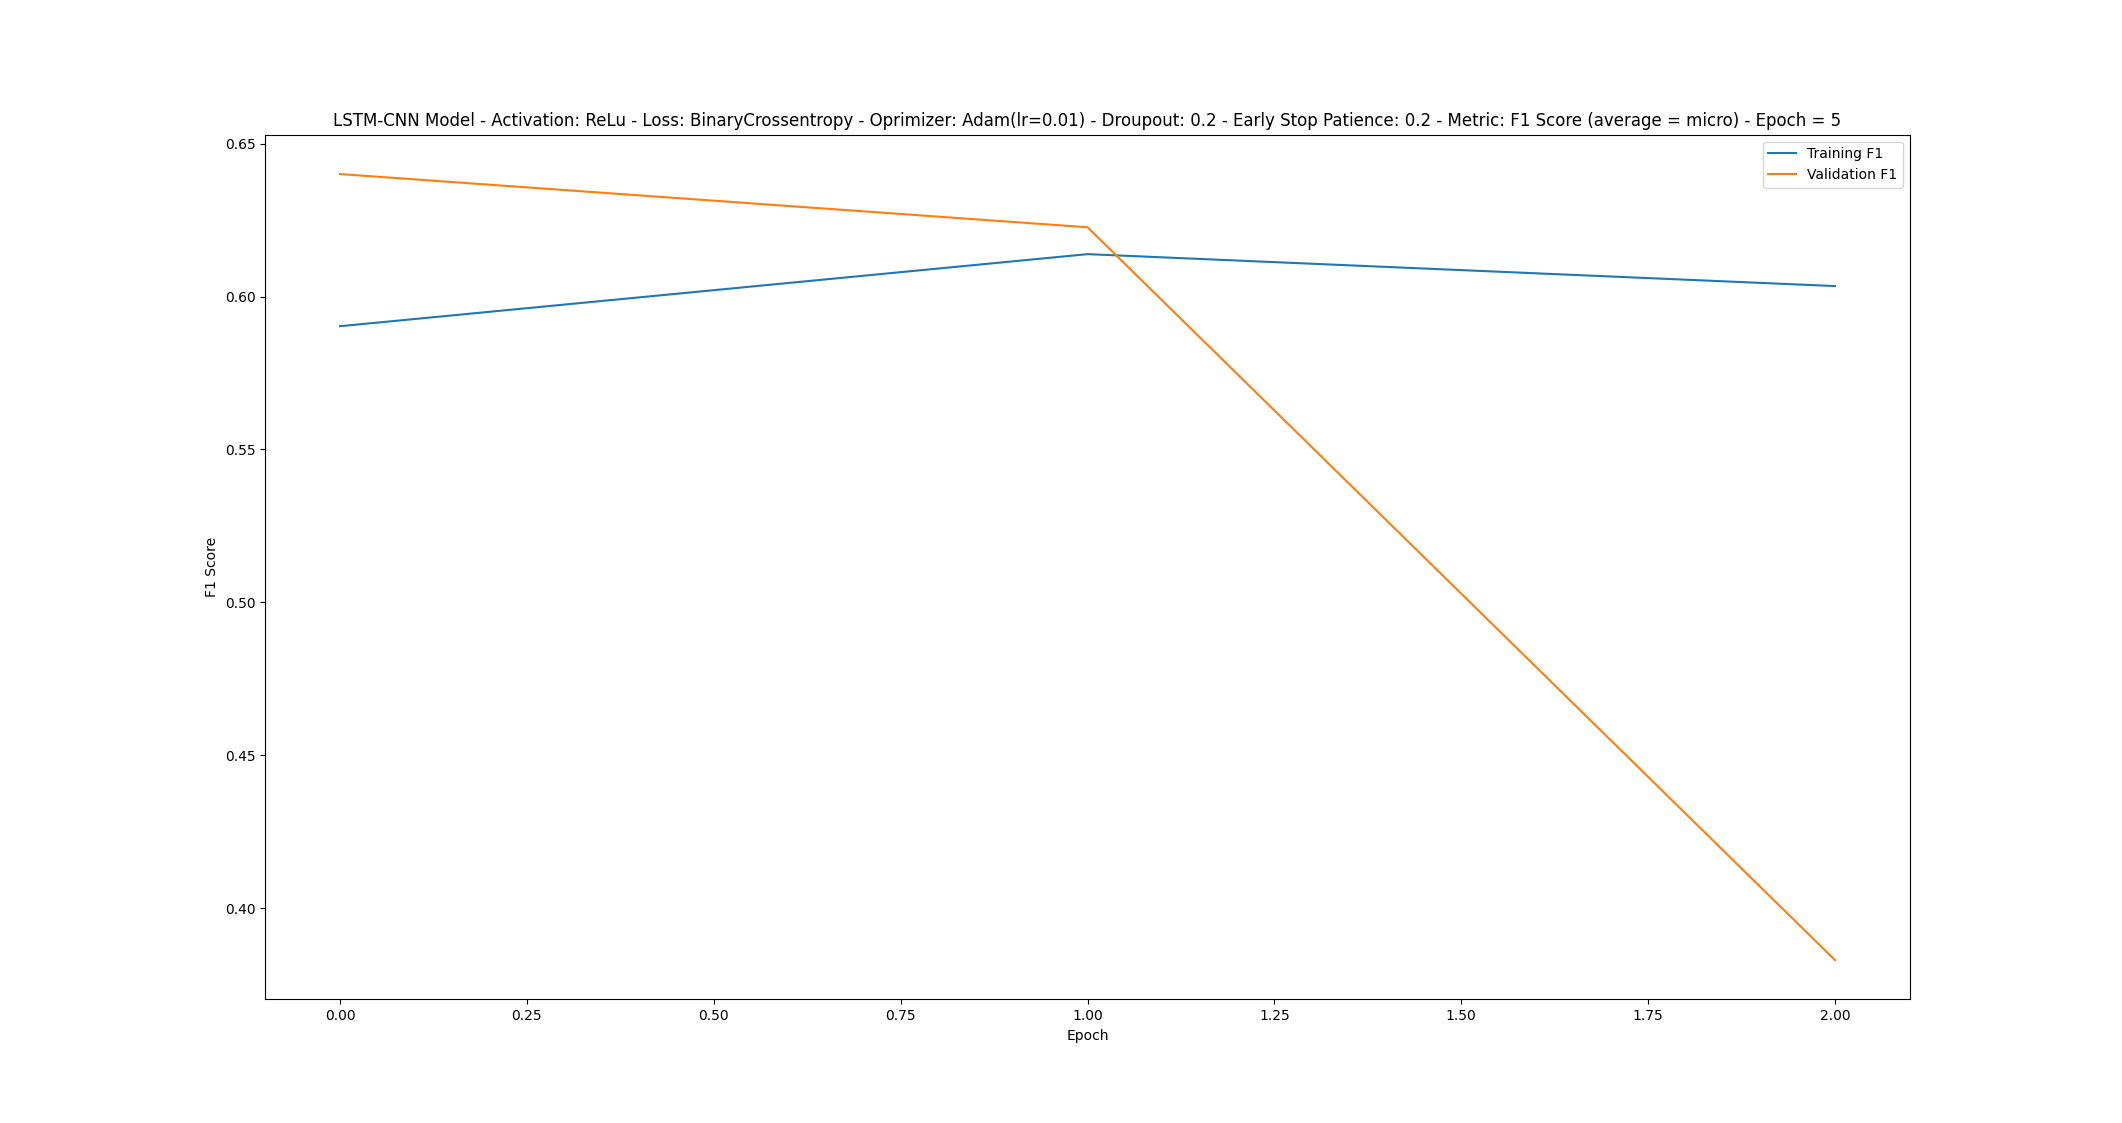 LSTM-CNN Model - Activation: ReLu - Loss: BinaryCrossentropy - Oprimizer: Adam(lr=0.01) - Droupout: 0.2 - Early Stop Patience: 0.2 - Metric: F1 Score (average = micro) - Epoch = 5
Training F1
Validation F1
0.65
0.60
0.55
0.50
0.45
0.40
F1 Score
0.00 0.25 0.50 0.75 1.00 1.25 1.50 1.75 2.00
Epoch